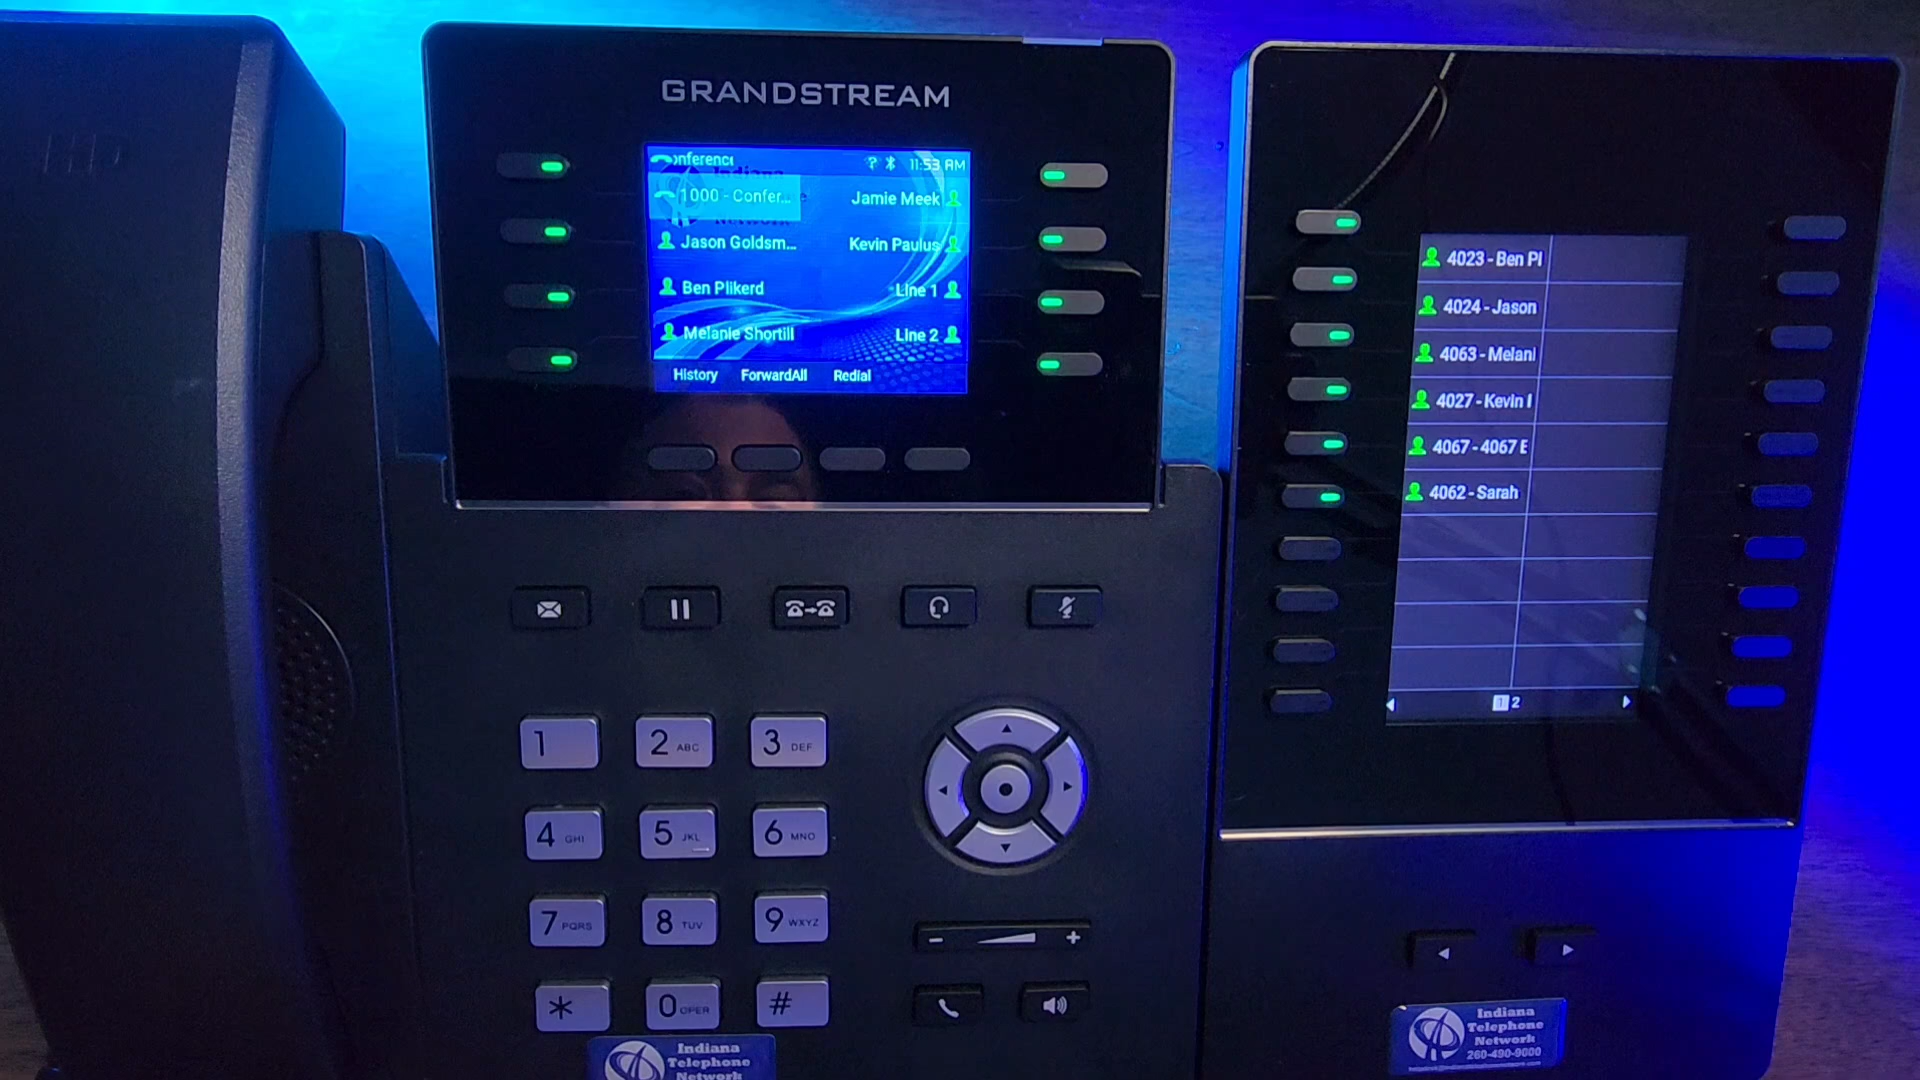 GRANDSTREAM
onference
11:53 AM
1000 - Confer...
Jamie Meek
Jason Goldsm...
Kevin Paulus
Ben Plikerd
Line 1
Melanie Shortill
Line 2
History ForwardAll Redial
4023 - Ben Pl
4024 - Jason
4063 - Melani
4027 - Kevin
4067 - 4067 E
4062 - Sarah
1 2
1
2 ABC
3 DEF
4 GHI
5 JKL
6 MNO
7 PQRS
8 TUV
9 WXYZ
*
0 OPER
#
- +
Indiana
Telephone
Network
Indiana
Telephone
Network
260-490-9000